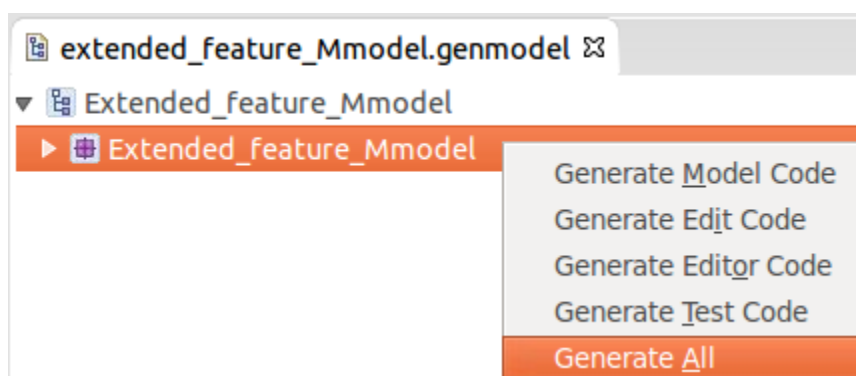 extended_feature_Mmodel.genmodel
Extended_feature_Mmodel
Extended_feature_Mmodel
Generate Model Code
Generate Edit Code
Generate Editor Code
Generate Test Code
Generate All